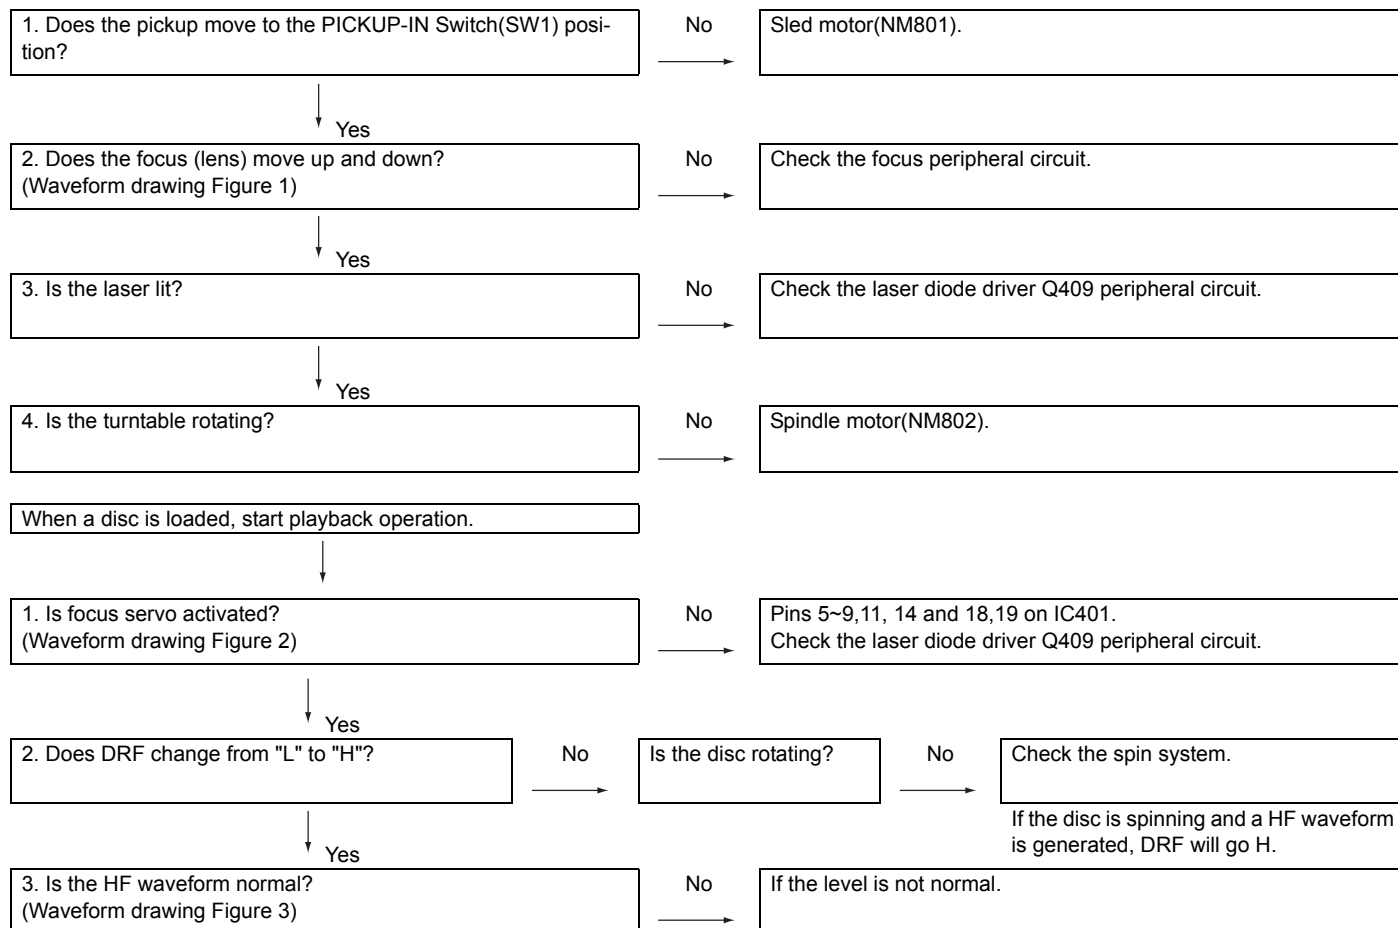 1. Does the pickup move to the PICKUP-IN Switch(SW1) posi-
tion?
No
Sled motor(NM801).
Yes
2. Does the focus (lens) move up and down?
(Waveform drawing Figure 1)
No
Check the focus peripheral circuit.
Yes
3. Is the laser lit?
No
Check the laser diode driver Q409 peripheral circuit.
Yes
4. Is the turntable rotating?
No
Spindle motor(NM802).
When a disc is loaded, start playback operation.
1. Is focus servo activated?
(Waveform drawing Figure 2)
No
Pins 5~9,11, 14 and 18,19 on IC401.
Check the laser diode driver Q409 peripheral circuit.
Yes
2. Does DRF change from "L" to "H"?
No
Is the disc rotating?
No
Check the spin system.
If the disc is spinning and a HF waveform
is generated, DRF will go H.
Yes
3. Is the HF waveform normal?
(Waveform drawing Figure 3)
No
If the level is not normal.